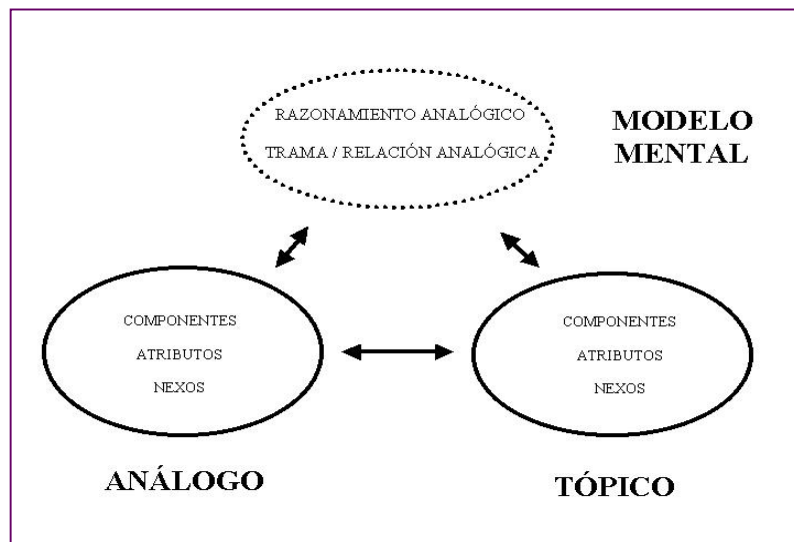 RAZONAMIENTO ANALÓGICO
TRAMA / RELACIÓN ANALÓGICA
MODELO
MENTAL
COMPONENTES
ATRIBUTOS
NEXOS
ANÁLOGO
COMPONENTES
ATRIBUTOS
NEXOS
TÓPICO